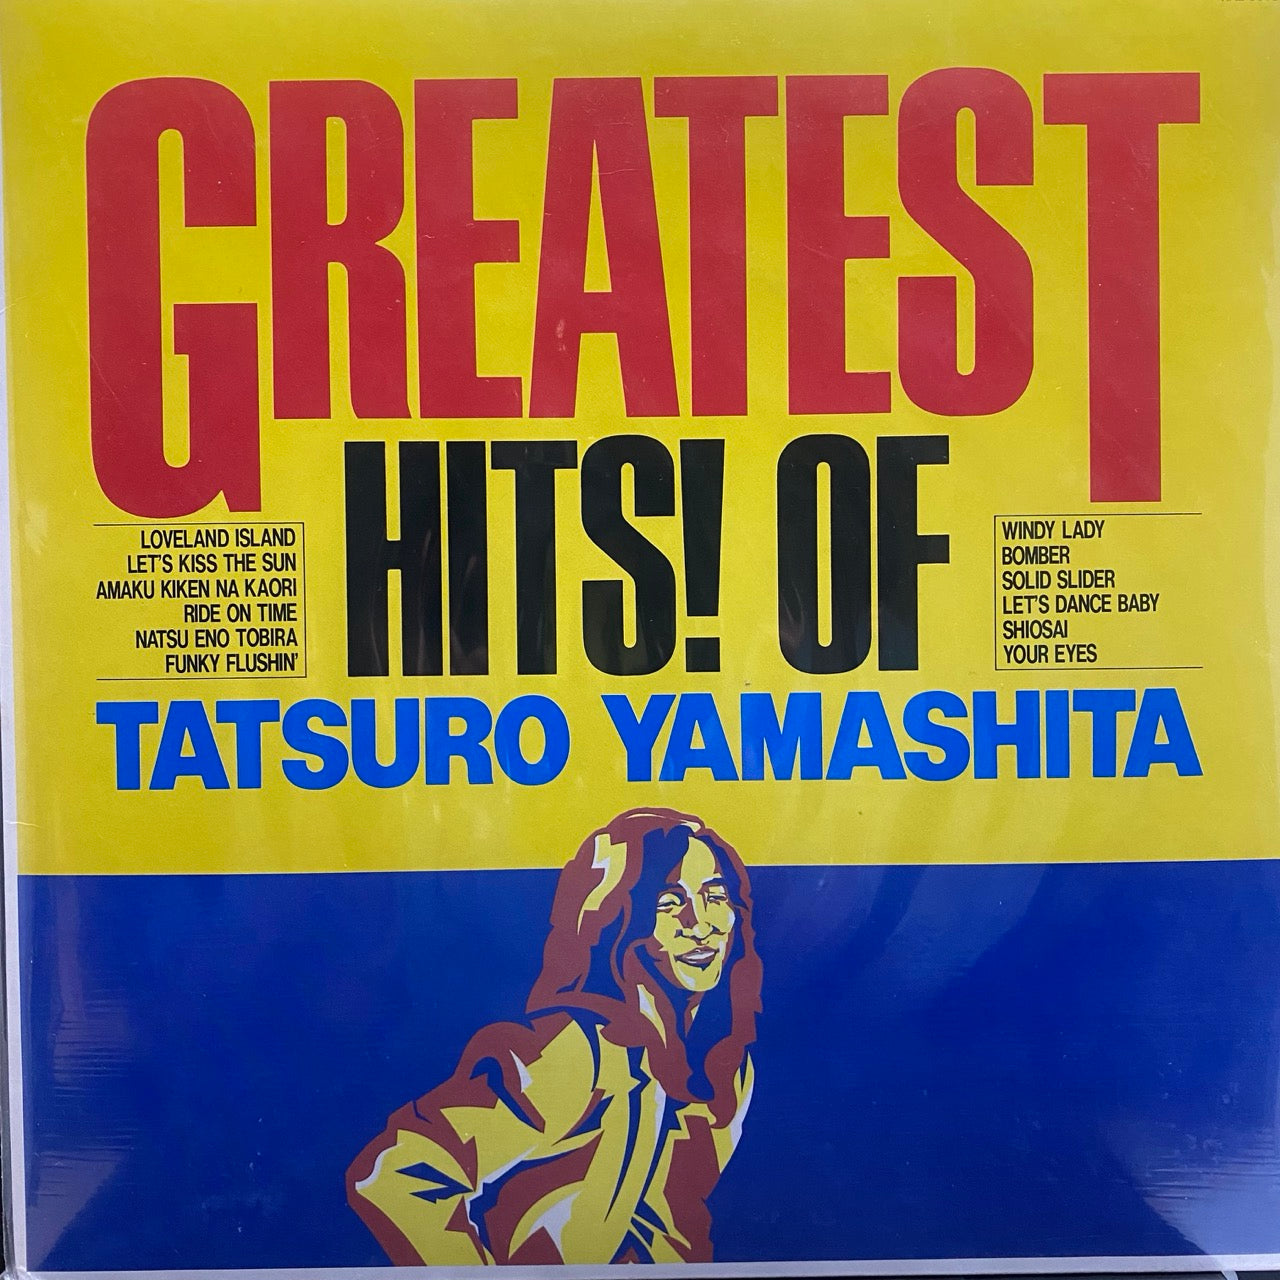 GREATEST
HITS! OF
LOVELAND ISLAND
LET'S KISS THE SUN
AMAKU KIKEN NA KAORI
RIDE ON TIME
NATSU ENO TOBIRA
FUNKY FLUSHIN'
WINDY LADY
BOMBER
SOLID SLIDER
LET'S DANCE BABY
SHIOSAI
YOUR EYES
TATSURO YAMASHITA